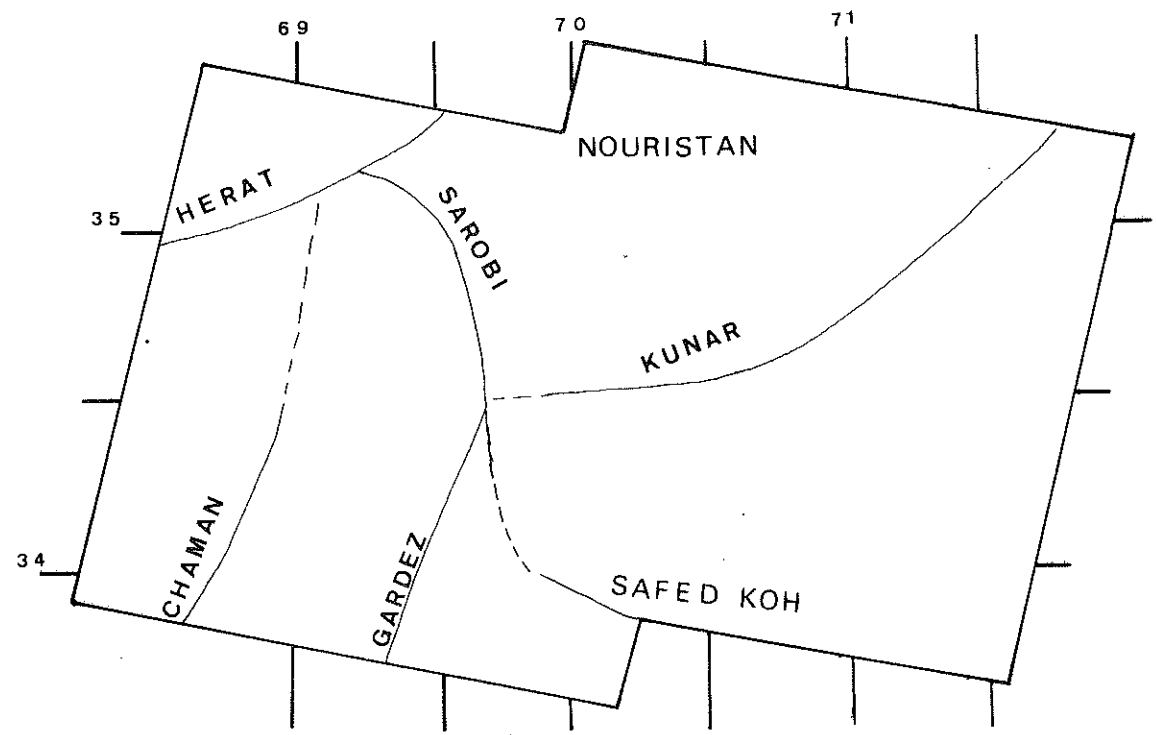 69
70
71
NOURISTAN
HERAT
35
SAROBI
KUNAR
CHAMAN
GARDEZ
34
SAFED KOH